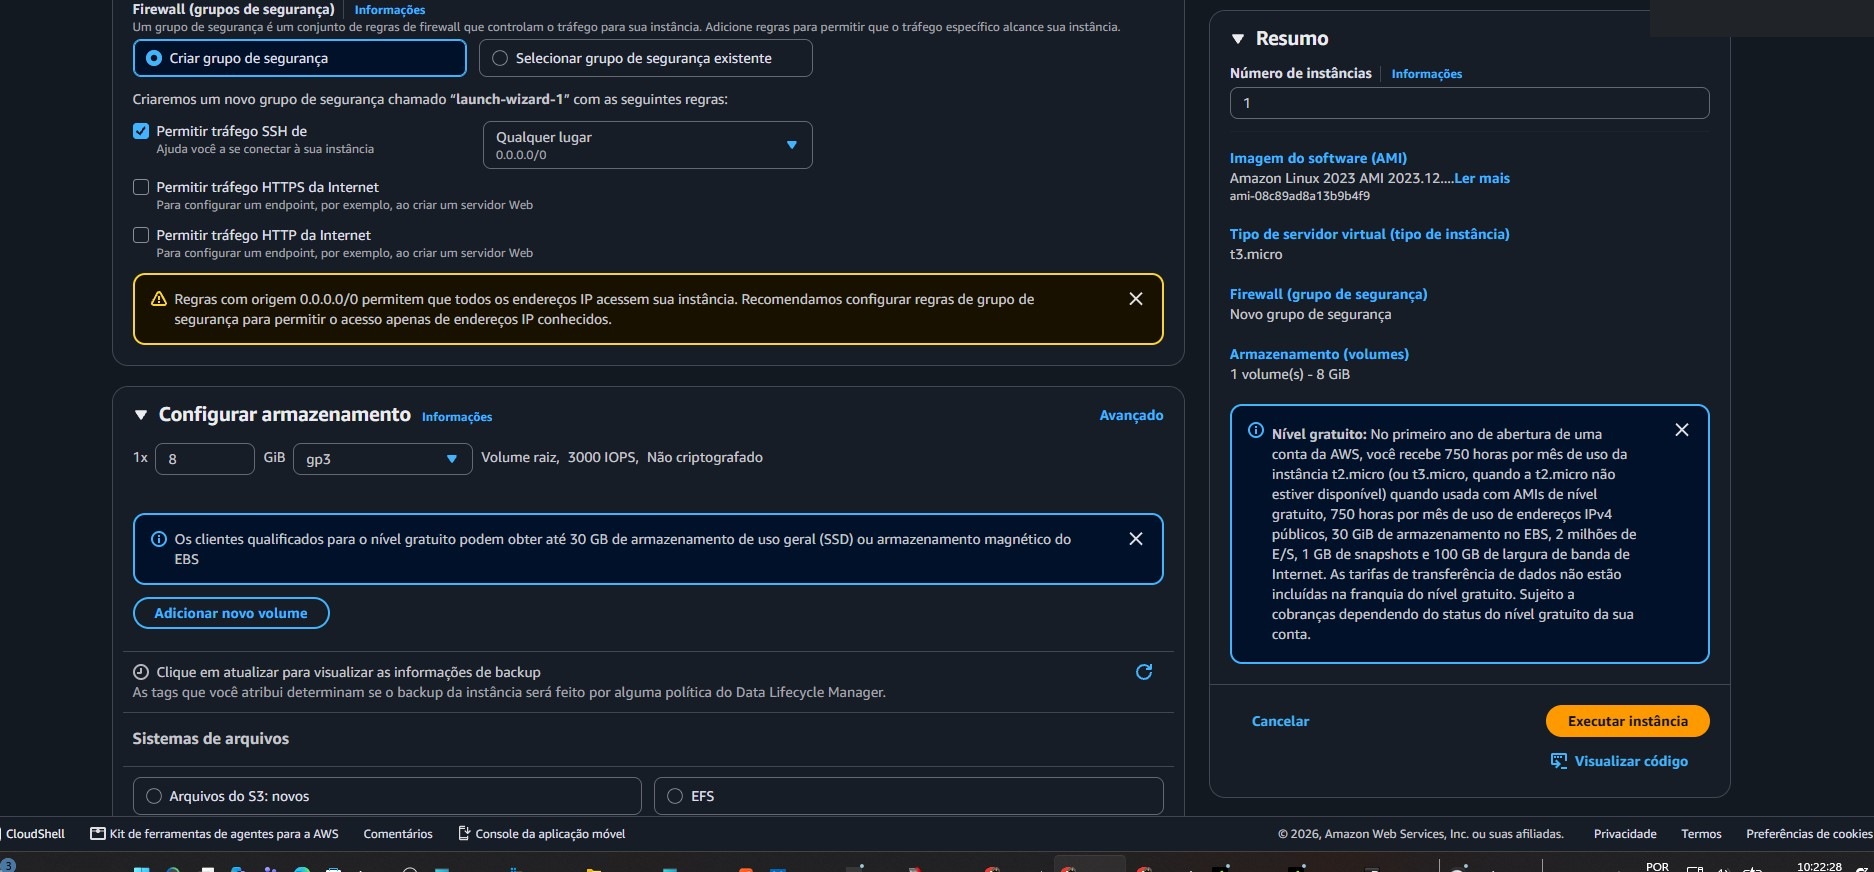 Firewall (grupos de segurança) Informações
Um grupo de segurança é um conjunto de regras de firewall que controlam o tráfego para sua instância. Adicione regras para permitir que o tráfego específico alcance sua instância.
Criar grupo de segurança
Selecionar grupo de segurança existente
Criaremos um novo grupo de segurança chamado “launch-wizard-1” com as seguintes regras:
Permitir tráfego SSH de
Ajuda você a se conectar à sua instância
Qualquer lugar
0.0.0.0/0
Permitir tráfego HTTPS da Internet
Para configurar um endpoint, por exemplo, ao criar um servidor Web
Permitir tráfego HTTP da Internet
Para configurar um endpoint, por exemplo, ao criar um servidor Web
Regras com origem 0.0.0.0/0 permitem que todos os endereços IP acessem sua instância. Recomendamos configurar regras de grupo de
segurança para permitir o acesso apenas de endereços IP conhecidos.
Configurar armazenamento Informações
Avançado
1x 8 GiB gp3 Volume raiz, 3000 IOPS, Não criptografado
Os clientes qualificados para o nível gratuito podem obter até 30 GB de armazenamento de uso geral (SSD) ou armazenamento magnético do
EBS
Adicionar novo volume
Clique em atualizar para visualizar as informações de backup
As tags que você atribui determinam se o backup da instância será feito por alguma política do Data Lifecycle Manager.
Sistemas de arquivos
Arquivos do S3: novos
EFS
Resumo
Número de instâncias Informações
1
Imagem do software (AMI)
Amazon Linux 2023 AMI 2023.12....Ler mais
ami-08c89ad8a13b9b4f9
Tipo de servidor virtual (tipo de instância)
t3.micro
Firewall (grupo de segurança)
Novo grupo de segurança
Armazenamento (volumes)
1 volume(s) - 8 GiB
Nível gratuito: No primeiro ano de abertura de uma
conta da AWS, você recebe 750 horas por mês de uso da
instância t2.micro (ou t3.micro, quando a t2.micro não
estiver disponível) quando usada com AMIs de nível
gratuito, 750 horas por mês de uso de endereços IPv4
públicos, 30 GiB de armazenamento no EBS, 2 milhões de
E/S, 1 GB de snapshots e 100 GB de largura de banda de
Internet. As tarifas de transferência de dados não estão
incluídas na franquia do nível gratuito. Sujeito a
cobranças dependendo do status do nível gratuito da sua
conta.
Cancelar
Executar instância
Visualizar código
CloudShell
Kit de ferramentas de agentes para a AWS
Comentários
Console da aplicação móvel
© 2026, Amazon Web Services, Inc. ou suas afiliadas.
Privacidade
Termos
Preferências de cookies
3
POR
10:22:28